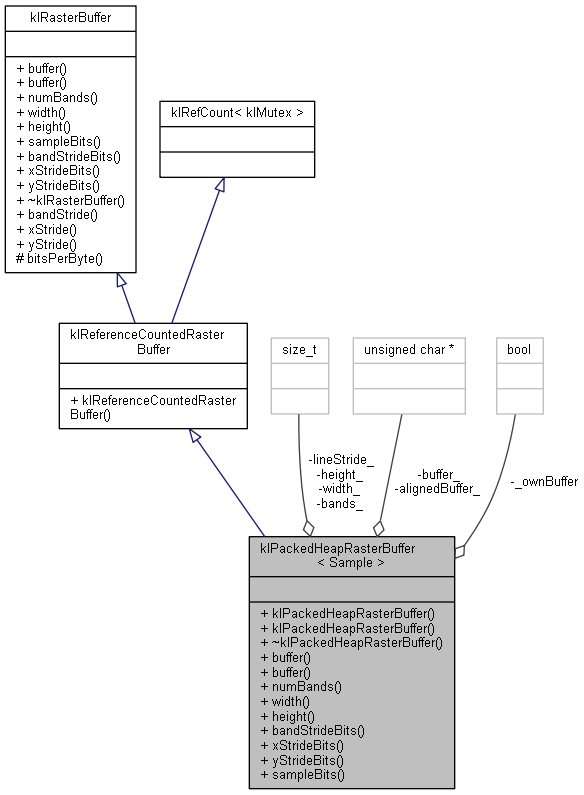 klRasterBuffer
+ buffer()
+ buffer()
+ numBands()
+ width()
+ height()
+ sampleBits()
+ bandStrideBits()
+ xStrideBits()
+ yStrideBits()
+ ~klRasterBuffer()
+ bandStride()
+ xStride()
+ yStride()
# bitsPerByte()
klRefCount< klMutex >
klReferenceCountedRaster
Buffer
+ klReferenceCountedRaster
Buffer()
size_t
unsigned char *
bool
-lineStride_
-height_
-width_
-bands_
-buffer_
-alignedBuffer_
-_ownBuffer
klPackedHeapRasterBuffer
< Sample >
+ klPackedHeapRasterBuffer()
+ klPackedHeapRasterBuffer()
+ ~klPackedHeapRasterBuffer()
+ buffer()
+ buffer()
+ numBands()
+ width()
+ height()
+ bandStrideBits()
+ xStrideBits()
+ yStrideBits()
+ sampleBits()